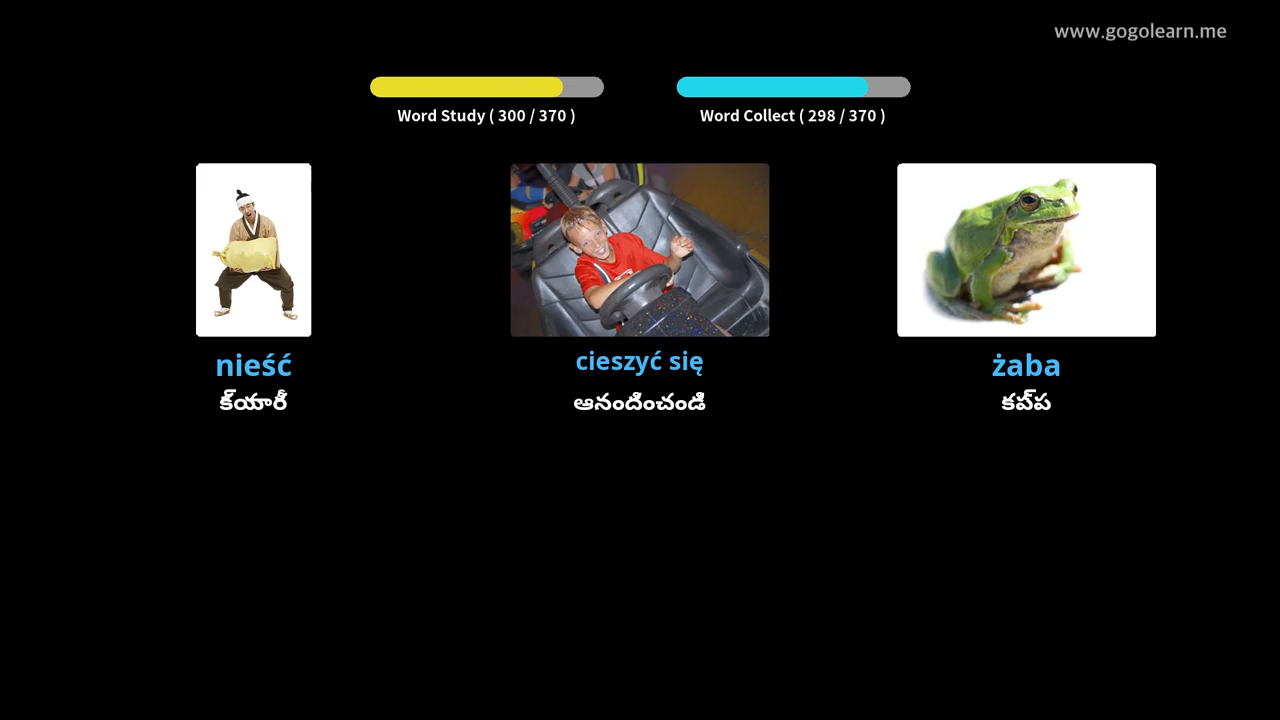 www.gogolearn.me
Word Study ( 300 / 370 )
Word Collect ( 298 / 370 )
nieść
cieszyć się
żaba
క్యారీ
ఆనందించండి
కప్ప